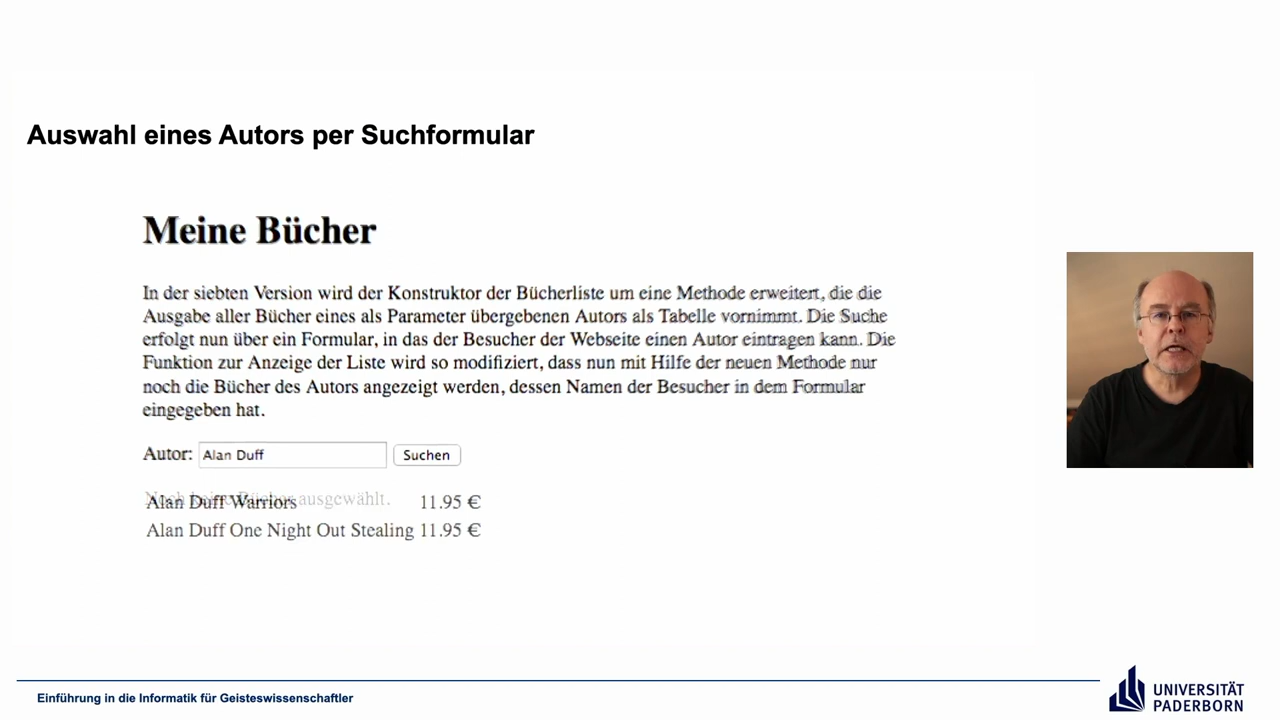 Auswahl eines Autors per Suchformular
Meine Bücher
In der siebten Version wird der Konstruktor der Bücherliste um eine Methode erweitert, die die
Ausgabe aller Bücher eines als Parameter übergebenen Autors als Tabelle vornimmt. Die Suche
erfolgt nun über ein Formular, in das der Besucher der Webseite einen Autor eintragen kann. Die
Funktion zur Anzeige der Liste wird so modifiziert, dass nun mit Hilfe der neuen Methode nur
noch die Bücher des Autors angezeigt werden, dessen Namen der Besucher in dem Formular
eingegeben hat.
Autor: Alan Duff Suchen
Alan Duff Warriors 11.95 €
ausgewählt.
Alan Duff One Night Out Stealing 11.95 €
Einführung in die Informatik für Geisteswissenschaftler
UNIVERSITÄT
PADERBORN